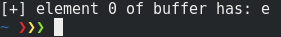 [+] element 0 of buffer has: e
~ ❯❯❯